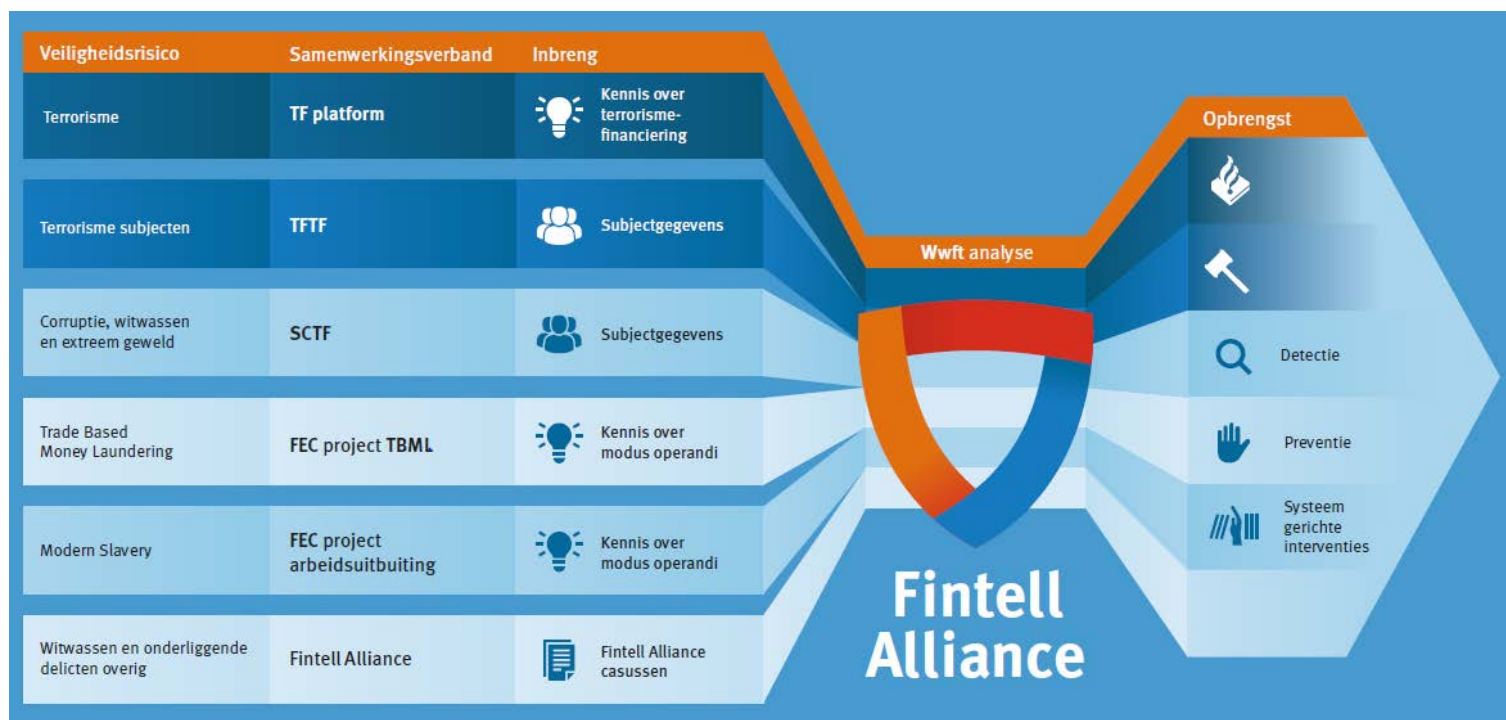 Veiligheidsrisico
Samenwerkingsverband
Inbreng
Terrorisme
TF platform
Kennis over
terrorisme-
financiering
Terrorisme subjecten
TFTF
Subjectgegevens
Corruptie, witwassen
en extreem geweld
SCTF
Subjectgegevens
Trade Based
Money Laundering
FEC project TBML
Kennis over
modus operandi
Modern Slavery
FEC project
arbeidsuitbuiting
Kennis over
modus operandi
Witwassen en onderliggende
delicten overig
Fintell Alliance
Fintell Alliance
casussen
Wwft analyse
Fintell
Alliance
Opbrengst
Detectie
Preventie
Systeem
gerichte
interventies